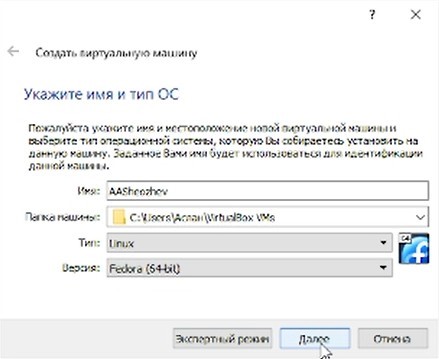 ?
Создать виртуальную машину
Укажите имя и тип ОС
Пожалуйста укажите имя и местоположение новой виртуальной машины и
выберите тип операционной системы, которую Вы собираетесь установить на
данную машину. Заданное Вами имя будет использоваться для идентификации
данной машины.
Имя: AASheozhev
Папка машины: C:\Users\Аслан\VirtualBox VMs
Тип: Linux
64
Версия: Fedora (64-bit)
Экспертный режим Далее Отмена